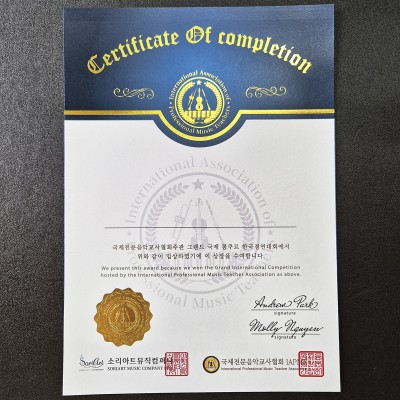 Certificate Of completion
International Association of
Professional Music Teachers
International Association of
Professional Music Teachers
국제전문음악교사협회주관 그랜드 국제 콩쿠르 한국경연대회에서
위와 같이 입상하였기에 이 상장을 수여합니다.
We present this award because we won the Grand International Competition
hosted by the International Professional Music Teacher Association as above.
Andrew Park
signature
Molly Nguyen
signature
SoriArt 소리아트뮤직컴퍼니
SORIART MUSIC COMPANY
국제전문음악교사협회
International Professional Music Teacher